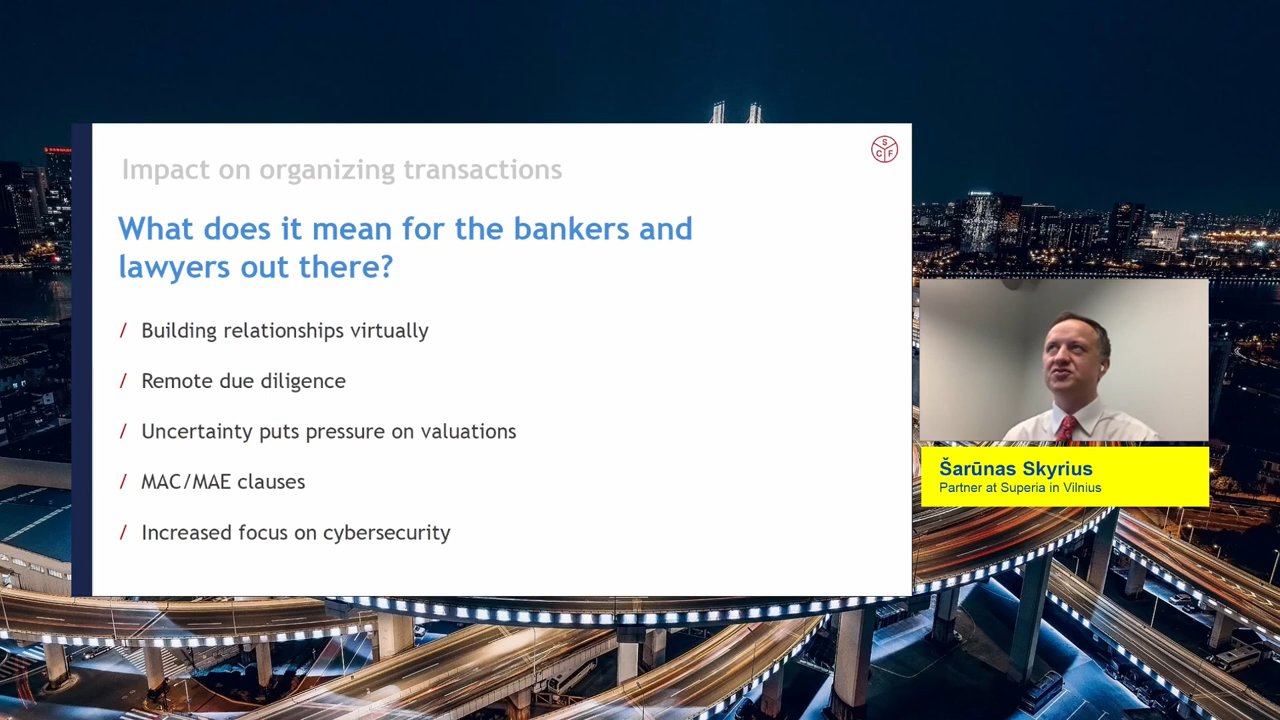 Impact on organizing transactions
S
C F
What does it mean for the bankers and
lawyers out there?
/ Building relationships virtually
/ Remote due diligence
/ Uncertainty puts pressure on valuations
/ MAC/MAE clauses
/ Increased focus on cybersecurity
Šarūnas Skyrius
Partner at Superia in Vilnius